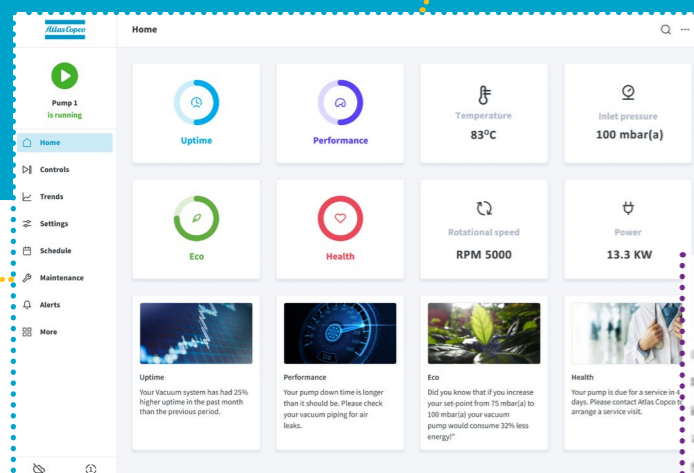 Atlas Copco
Home
Pump 1
is running
Home
Controls
Trends
Settings
Schedule
Maintenance
Alerts
More
Uptime
Performance
Temperature
83°C
Inlet pressure
100 mbar(a)
Eco
Health
Rotational speed
RPM 5000
Power
13.3 KW
Uptime
Your Vacuum system has had 25%
higher uptime in the past month
than the previous period.
Performance
Your pump down time is longer
than it should be. Please check
your vacuum piping for air
leaks.
Eco
Did you know that if you increase
your set-point from 75 mbar(a) to
100 mbar(a) your vacuum
pump would consume 32% less
energy!"
Health
Your pump is due for a service in 4
days. Please contact Atlas Copco to
arrange a service visit.